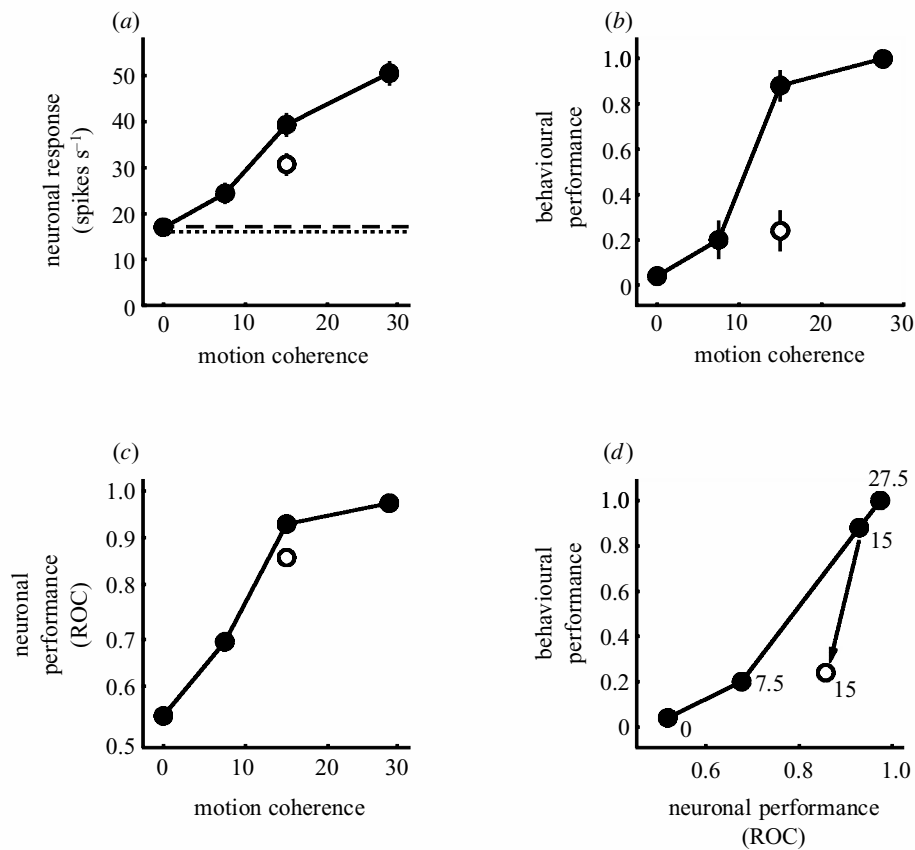 (a)
50
40
30
20
10
0
neuronal response
(spikes s⁻¹)
0 10 20 30
motion coherence
(b)
1.0
0.8
0.6
0.4
0.2
0
behavioural
performance
0 10 20 30
motion coherence
(c)
1.0
0.9
0.8
0.7
0.6
0.5
neuronal
performance
(ROC)
0 10 20 30
motion coherence
(d)
1.0
0.8
0.6
0.4
0.2
0
behavioural
performance
27.5
15
15
7.5
0
0.6 0.8 1.0
neuronal performance
(ROC)